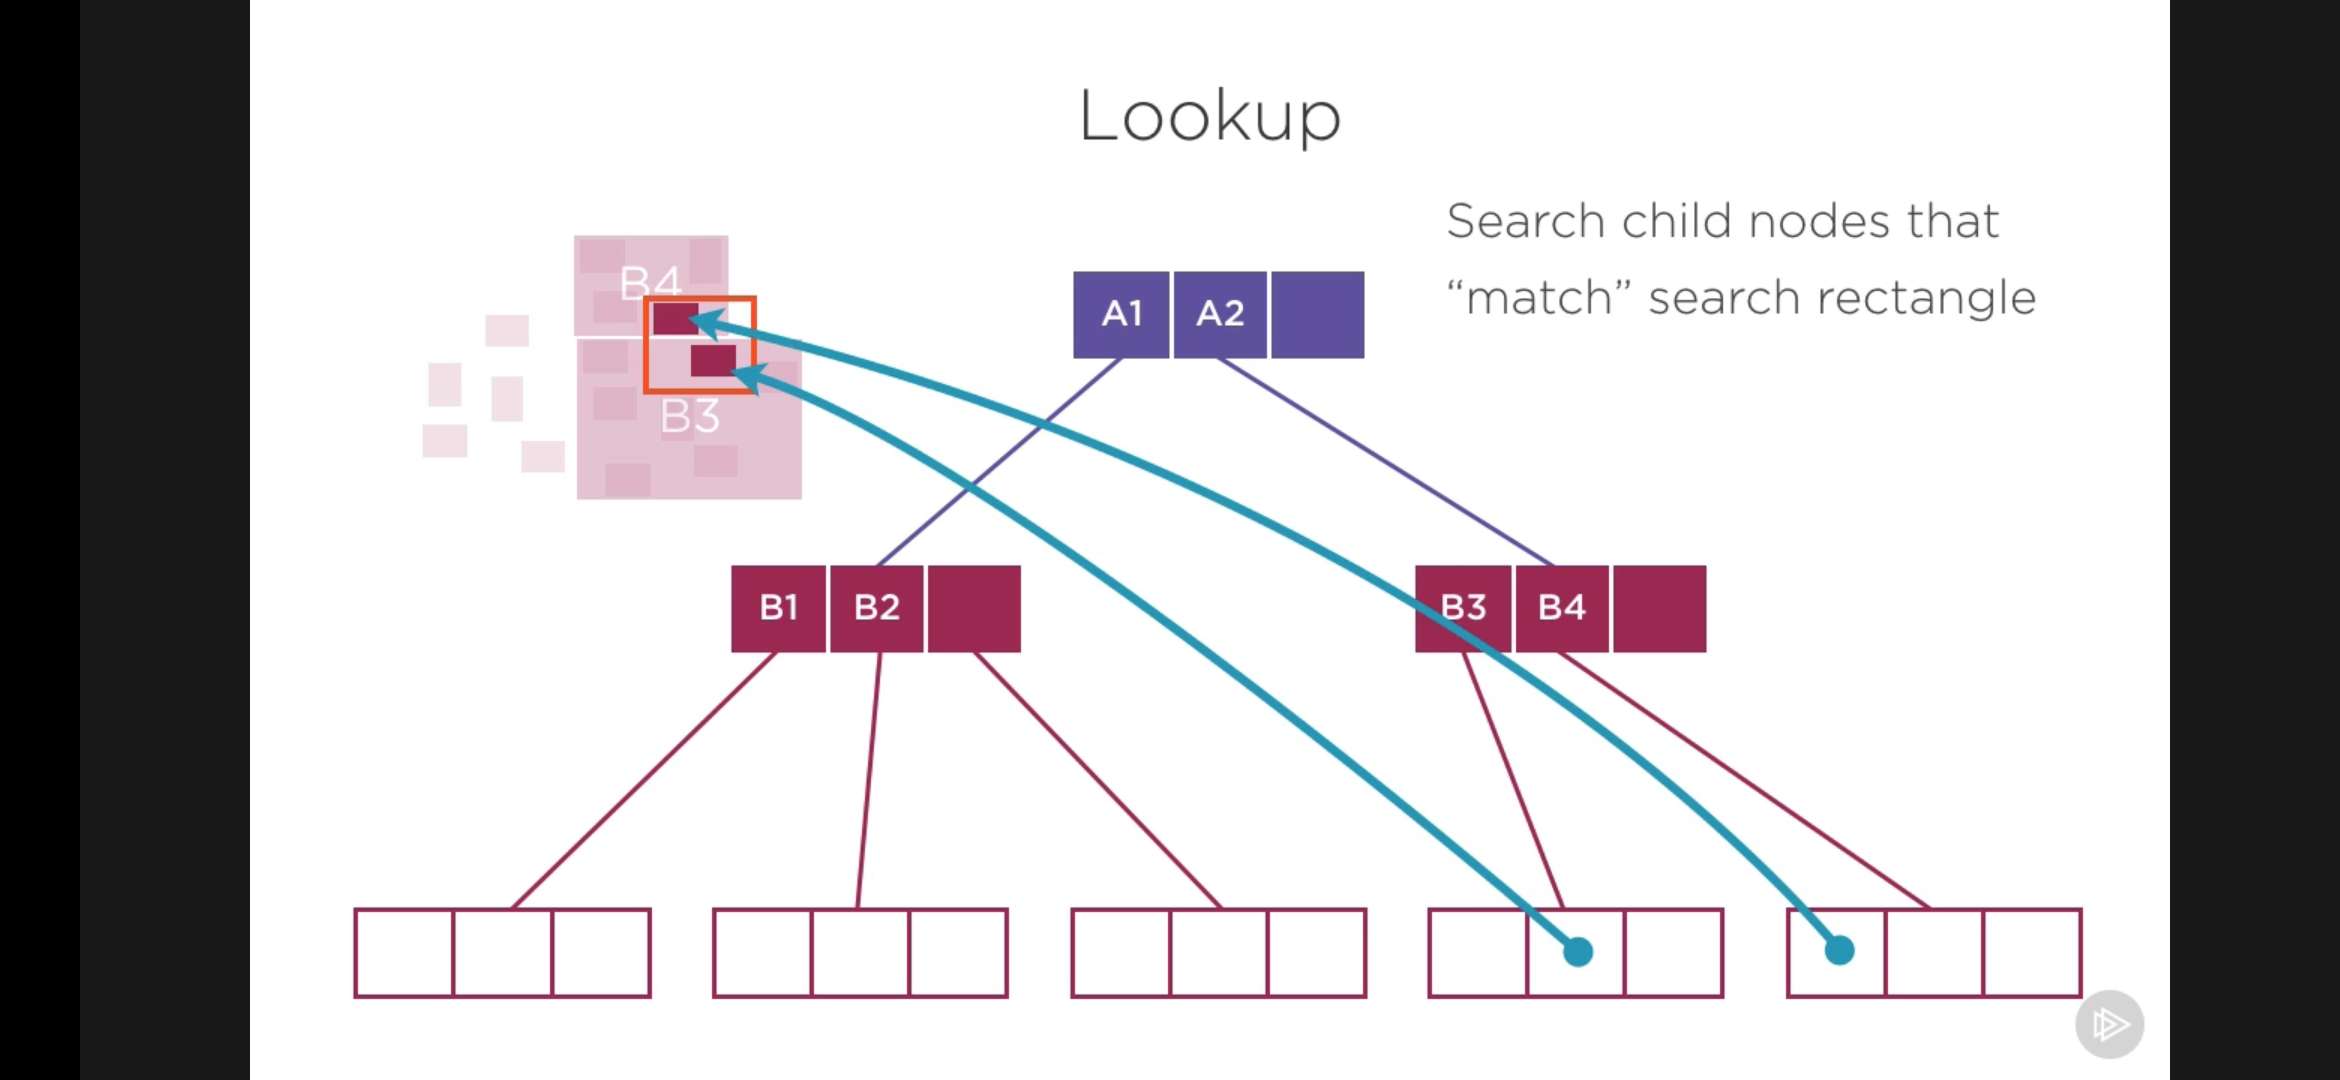 Lookup
Search child nodes that
“match” search rectangle
B4
B3
A1 A2
B1 B2
B3 B4